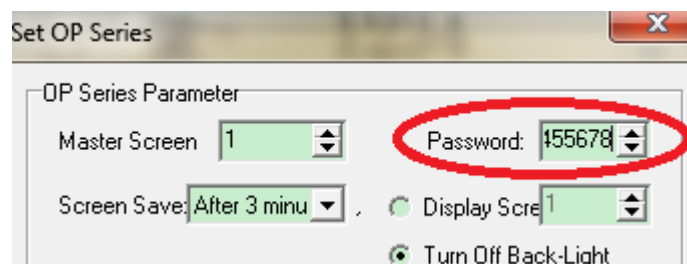 Set OP Series
OP Series Parameter
Master Screen 1 Password: 455678
Screen Save: After 3 minu , Display Scre 1
Turn Off Back-Light